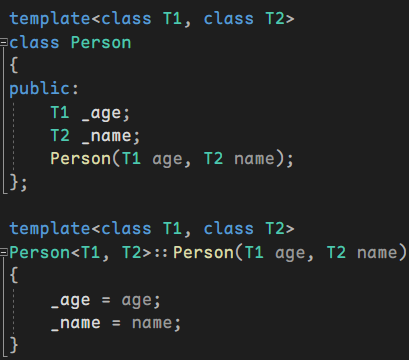 template<class T1, class T2>
class Person
{
public:
    T1 _age;
    T2 _name;
    Person(T1 age, T2 name);
};

template<class T1, class T2>
Person<T1, T2>::Person(T1 age, T2 name)
{
    _age = age;
    _name = name;
}